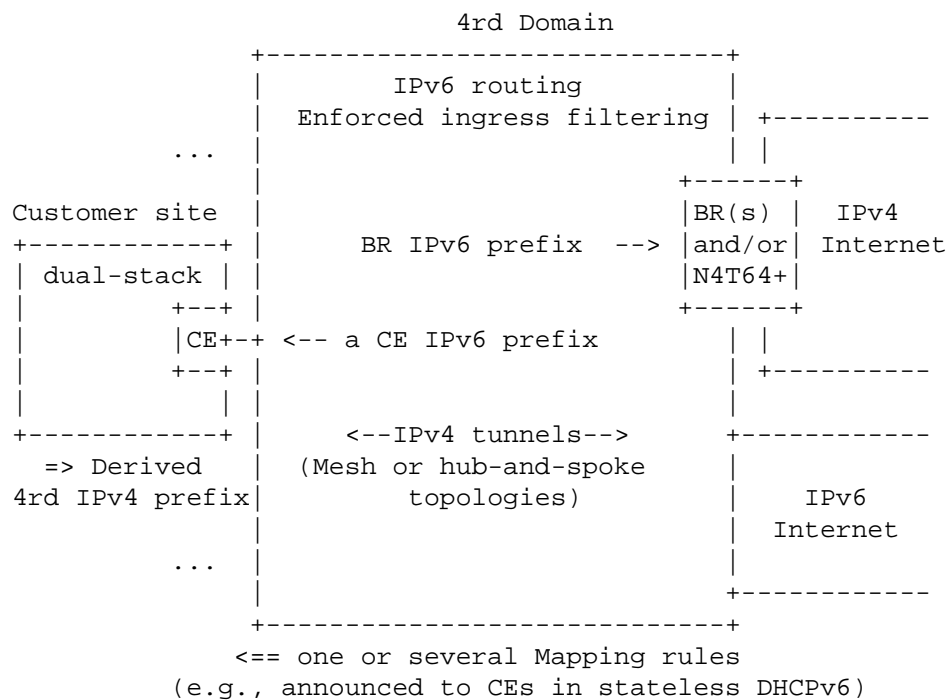 4rd Domain
+-----------------------------+
| IPv6 routing |
| Enforced ingress filtering | +----------
... | | |
| +------+
Customer site | |BR(s) | IPv4
+------------+ | BR IPv6 prefix --> |and/or| Internet
| dual-stack | | |N4T64+|
| +--+ | +------+
| |CE+-+ <-- a CE IPv6 prefix | |
| +--+ | | +----------
| | | |
+------------+ | <--IPv4 tunnels--> +------------
=> Derived | (Mesh or hub-and-spoke |
4rd IPv4 prefix| topologies) | IPv6
| | Internet
... | |
| +------------
+-----------------------------+
<== one or several Mapping rules
(e.g., announced to CEs in stateless DHCPv6)